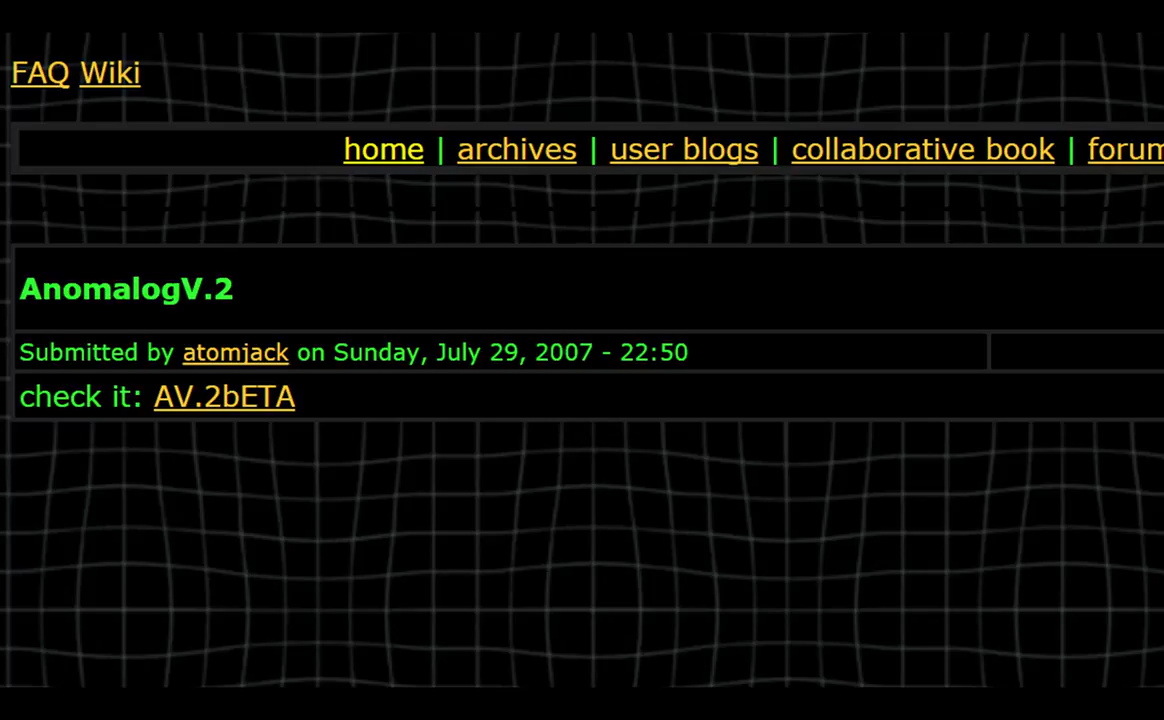 FAQ Wiki
home | archives | user blogs | collaborative book | forum
AnomalogV.2
Submitted by atomjack on Sunday, July 29, 2007 - 22:50
check it: AV.2bETA